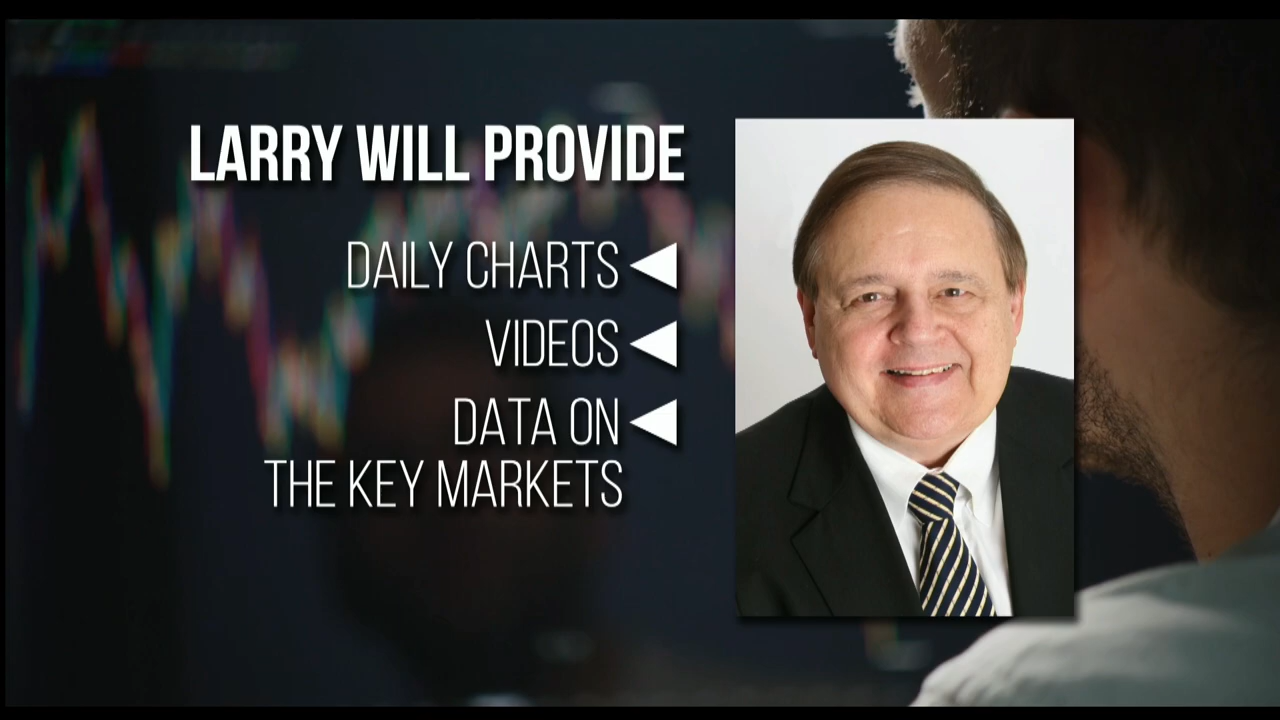 LARRY WILL PROVIDE
DAILY CHARTS
VIDEOS
DATA ON
THE KEY MARKETS